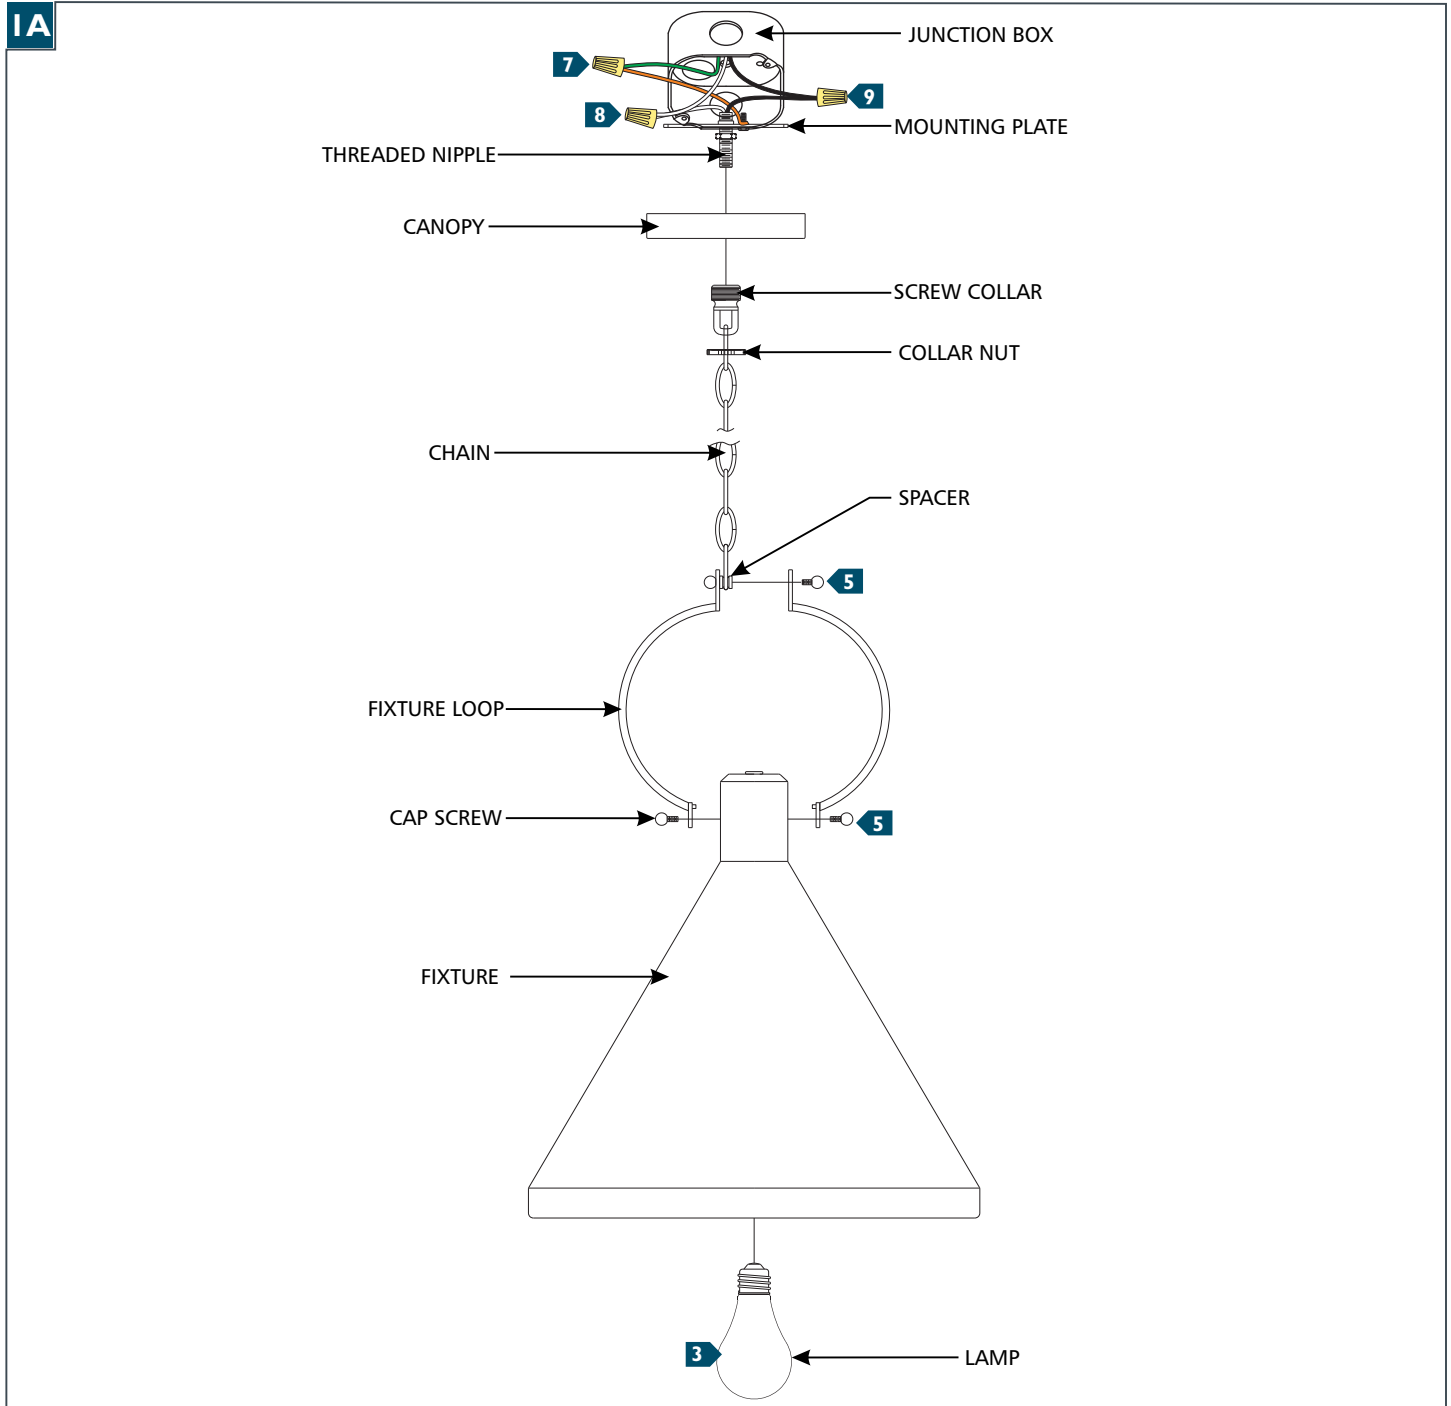 1A
JUNCTION BOX
7
9
8
MOUNTING PLATE
THREADED NIPPLE
CANOPY
SCREW COLLAR
COLLAR NUT
CHAIN
SPACER
5
FIXTURE LOOP
CAP SCREW
5
FIXTURE
3
LAMP